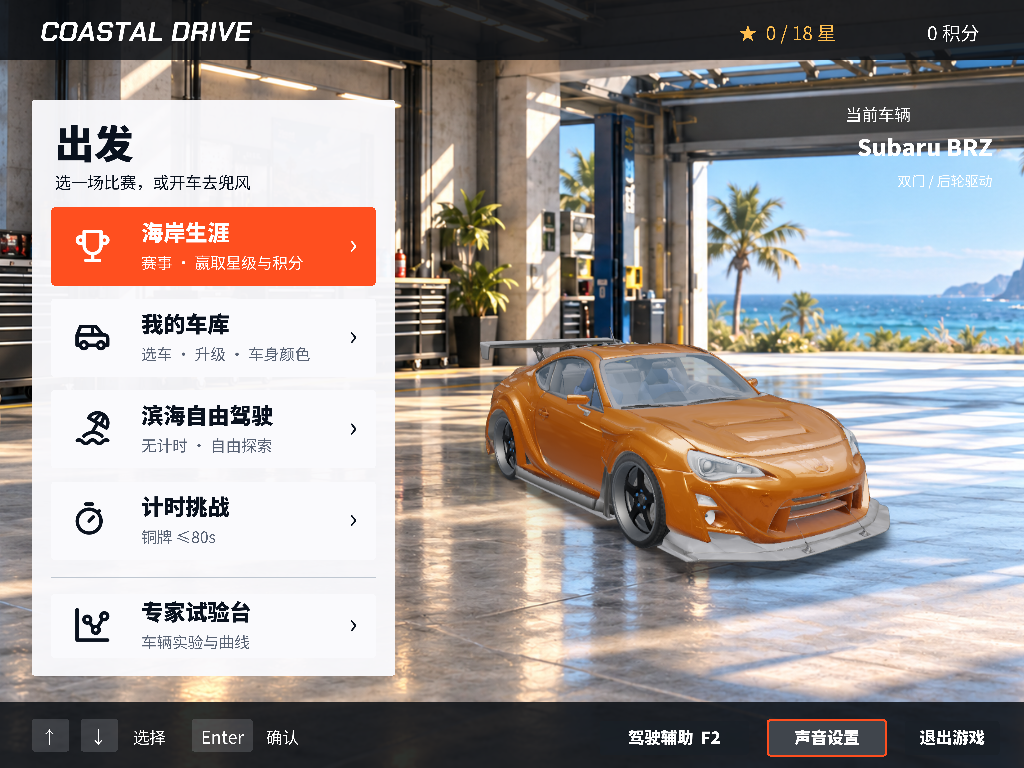 COASTAL DRIVE
★ 0 / 18 星
0 积分
当前车辆
Subaru BRZ
双门 / 后轮驱动
出发
选一场比赛，或开车去兜风
海岸生涯
赛事 · 赢取星级与积分
我的车库
选车 · 升级 · 车身颜色
滨海自由驾驶
无计时 · 自由探索
计时挑战
铜牌 ≤80s
专家试验台
车辆实验与曲线
↑ ↓ 选择 Enter 确认
驾驶辅助 F2
声音设置
退出游戏